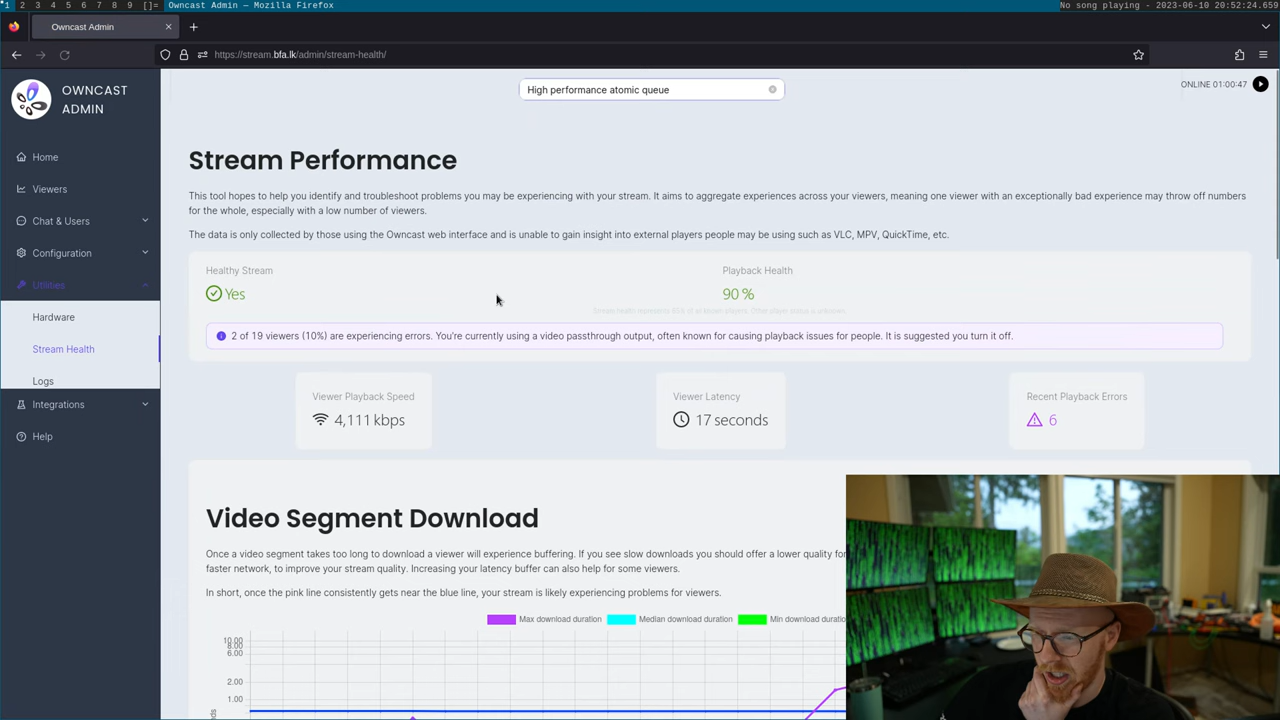 1 2 3 4 5 6 7 8 9 []= Owncast Admin — Mozilla Firefox No song playing - 2023-06-10 20:52:24.659
Owncast Admin
https://stream.bfa.lk/admin/stream-health/
OWNCAST
ADMIN
High performance atomic queue
ONLINE 01:00:47
Home
Viewers
Chat & Users
Configuration
Utilities
Hardware
Stream Health
Logs
Integrations
Help
Stream Performance
This tool hopes to help you identify and troubleshoot problems you may be experiencing with your stream. It aims to aggregate experiences across your viewers, meaning one viewer with an exceptionally bad experience may throw off numbers
for the whole, especially with a low number of viewers.
The data is only collected by those using the Owncast web interface and is unable to gain insight into external players people may be using such as VLC, MPV, QuickTime, etc.
Healthy Stream
Yes
Playback Health
90 %
2 of 19 viewers (10%) are experiencing errors. You're currently using a video passthrough output, often known for causing playback issues for people. It is suggested you turn it off.
Viewer Playback Speed
4,111 kbps
Viewer Latency
17 seconds
Recent Playback Errors
6
Video Segment Download
Once a video segment takes too long to download a viewer will experience buffering. If you see slow downloads you should offer a lower quality for
faster network, to improve your stream quality. Increasing your latency buffer can also help for some viewers.
In short, once the pink line consistently gets near the blue line, your stream is likely experiencing problems for viewers.
Max download duration Median download duration Min download duratio
10.00
8.00
6.00
2.00
1.00